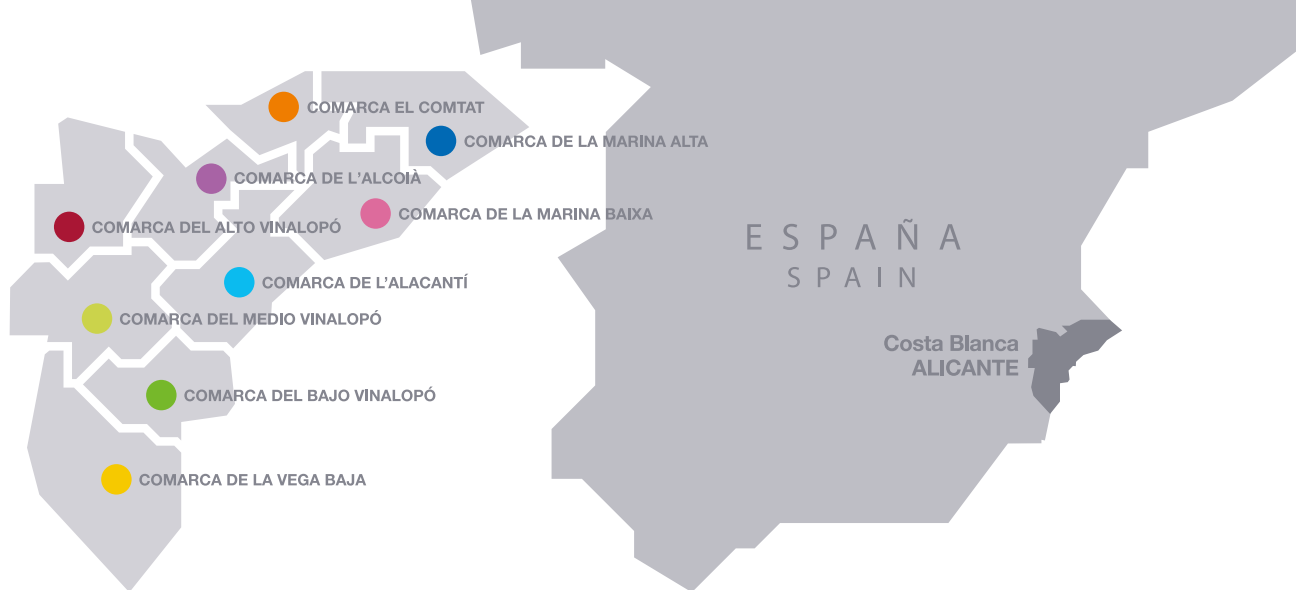 COMARCA EL COMTAT
COMARCA DE LA MARINA ALTA
COMARCA DE L'ALCOIÀ
COMARCA DE LA MARINA BAIXA
COMARCA DEL ALTO VINALOPÓ
COMARCA DE L'ALACANTÍ
COMARCA DEL MEDIO VINALOPÓ
COMARCA DEL BAJO VINALOPÓ
COMARCA DE LA VEGA BAJA
ESPAÑA
SPAIN
Costa Blanca
ALICANTE